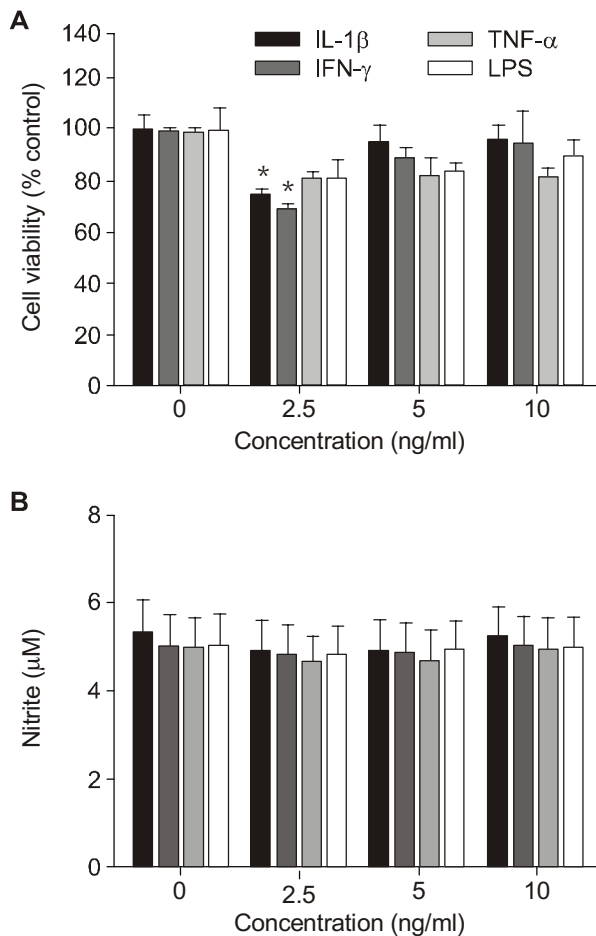 A
140
120
100
80
60
40
20
0
Cell viability (% control)
IL-1β
TNF-α
IFN-γ
LPS
*
*
0 2.5 5 10
Concentration (ng/ml)
B
8
6
4
2
0
Nitrite (μM)
0 2.5 5 10
Concentration (ng/ml)